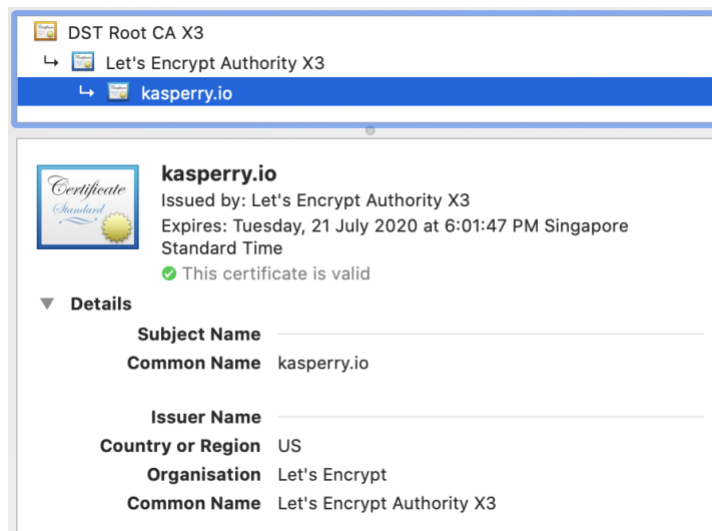 DST Root CA X3
↳ Let's Encrypt Authority X3
↳ kasperry.io
Certificate
Standard
kasperry.io
Issued by: Let's Encrypt Authority X3
Expires: Tuesday, 21 July 2020 at 6:01:47 PM Singapore
Standard Time
This certificate is valid
Details
Subject Name
Common Name kasperry.io
Issuer Name
Country or Region US
Organisation Let's Encrypt
Common Name Let's Encrypt Authority X3